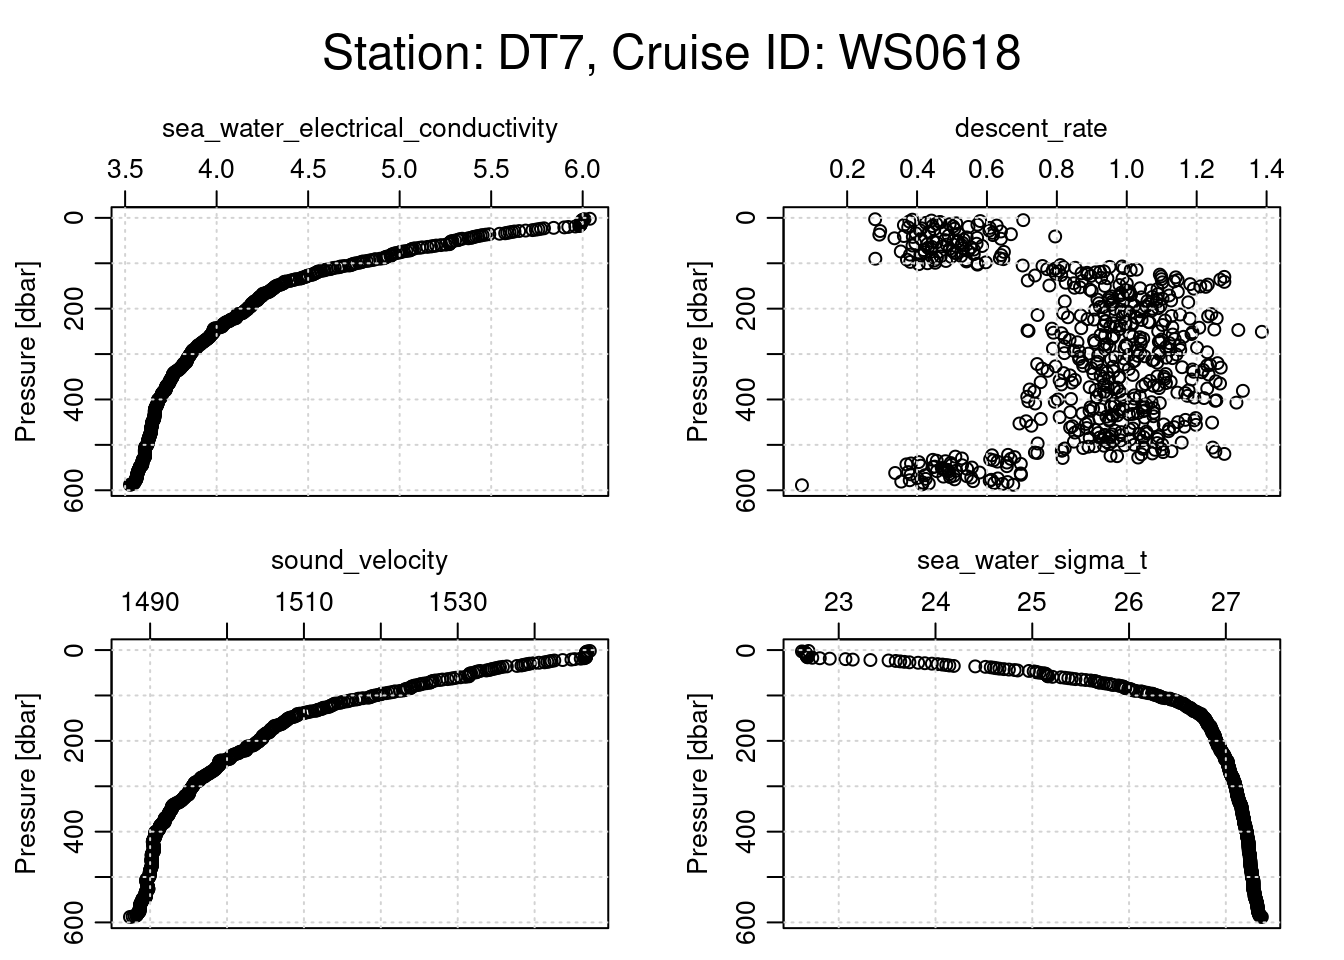 Station: DT7, Cruise ID: WS0618
sea_water_electrical_conductivity
3.5 4.0 4.5 5.0 5.5 6.0
0
200
400
600
Pressure [dbar]
descent_rate
0.2 0.4 0.6 0.8 1.0 1.2 1.4
0
200
400
600
Pressure [dbar]
sound_velocity
1490 1510 1530
0
200
400
600
Pressure [dbar]
sea_water_sigma_t
23 24 25 26 27
0
200
400
600
Pressure [dbar]